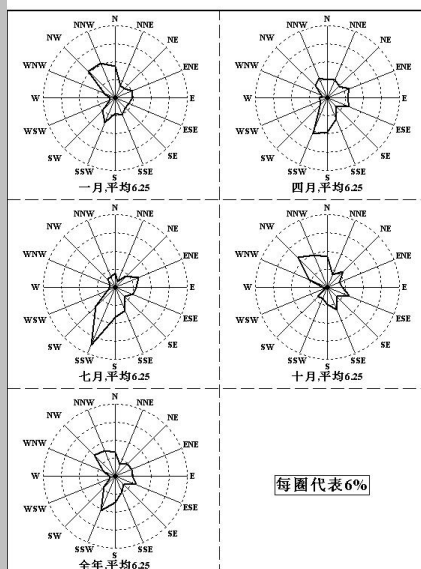 N
NNW NNE
NW NE
WNW ENE
W E
WSW ESE
SW SE
SSW SSE
S
一月,平均6.25
N
NNW NNE
NW NE
WNW ENE
W E
WSW ESE
SW SE
SSW SSE
S
四月,平均6.25
N
NNW NNE
NW NE
WNW ENE
W E
WSW ESE
SW SE
SSW SSE
S
七月,平均6.25
N
NNW NNE
NW NE
WNW ENE
W E
WSW ESE
SW SE
SSW SSE
S
十月,平均6.25
N
NNW NNE
NW NE
WNW ENE
W E
WSW ESE
SW SE
SSW SSE
S
全年,平均6.25
每圈代表6%